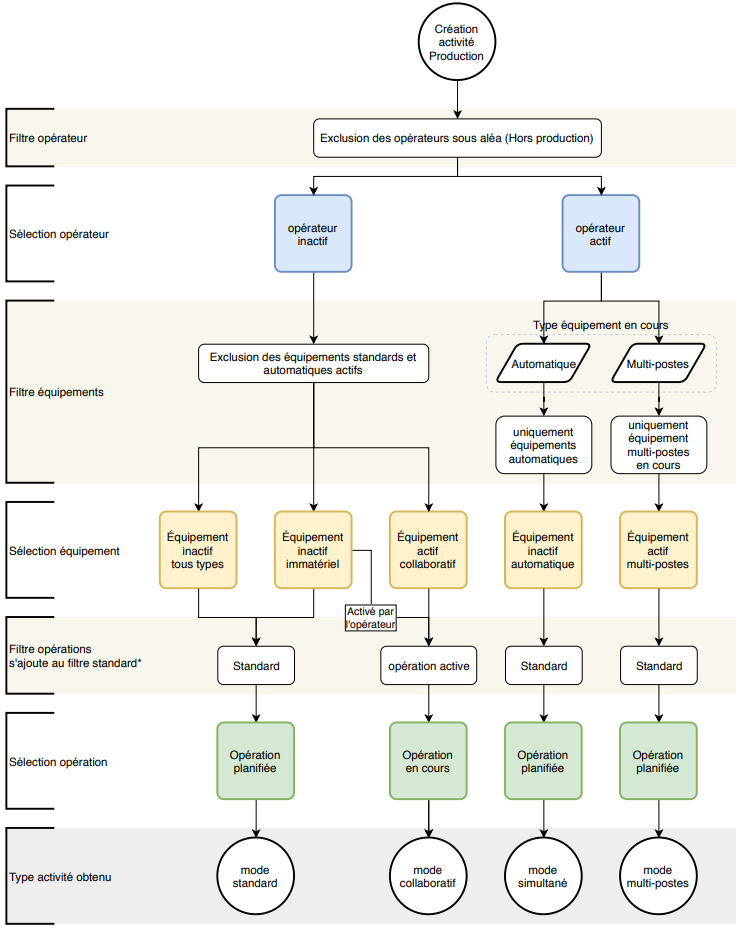 Création
activité
Production
Filtre opérateur
Exclusion des opérateurs sous aléa (Hors production)
Sélection opérateur
opérateur
inactif
opérateur
actif
Type équipement en cours
Filtre équipements
Exclusion des équipements standards et
automatiques actifs
Automatique
Multi-postes
uniquement
équipements
automatiques
uniquement
équipement
multi-postes
en cours
Sélection équipement
Équipement
inactif
tous types
Équipement
inactif
immatériel
Équipement
actif
collaboratif
Équipement
inactif
automatique
Équipement
actif
multi-postes
Activé par
l'opérateur
Filtre opérations
s'ajoute au filtre standard*
Standard
opération active
Standard
Standard
Sélection opération
Opération
planifiée
Opération
en cours
Opération
planifiée
Opération
planifiée
Type activité obtenu
mode
standard
mode
collaboratif
mode
simultané
mode
multi-postes